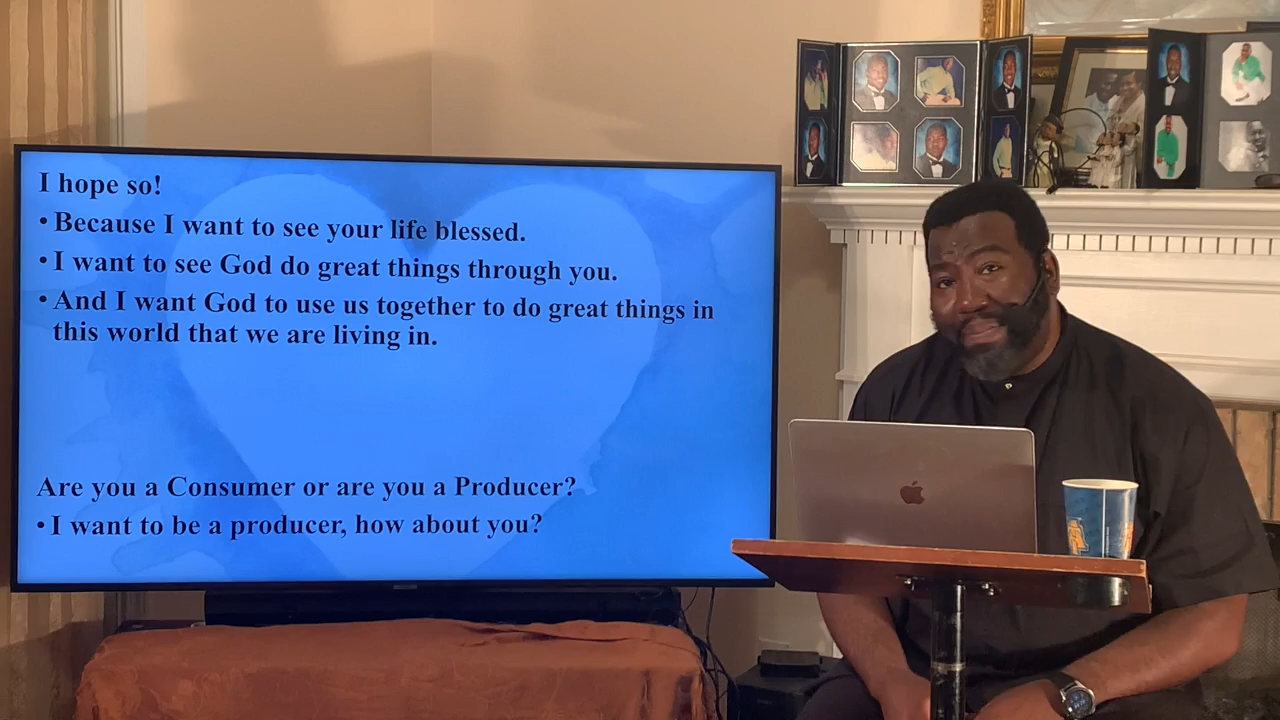 I hope so!
• Because I want to see your life blessed.
• I want to see God do great things through you.
• And I want God to use us together to do great things in
this world that we are living in.
Are you a Consumer or are you a Producer?
• I want to be a producer, how about you?